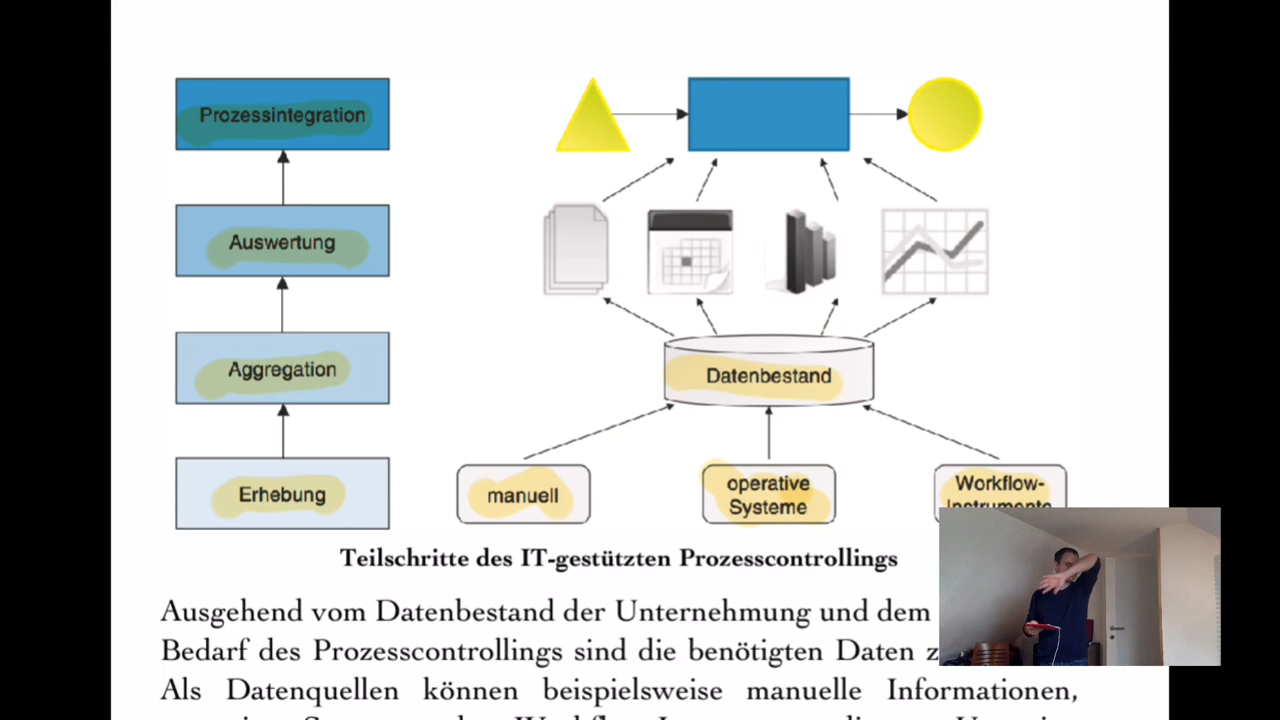 Prozessintegration
Auswertung
Aggregation
Datenbestand
Erhebung
manuell
operative
Systeme
Workflow-
Instrumente
Teilschritte des IT-gestützten Prozesscontrollings
Ausgehend vom Datenbestand der Unternehmung und dem
Bedarf des Prozesscontrollings sind die benötigten Daten
Als Datenquellen können beispielsweise manuelle Informationen,